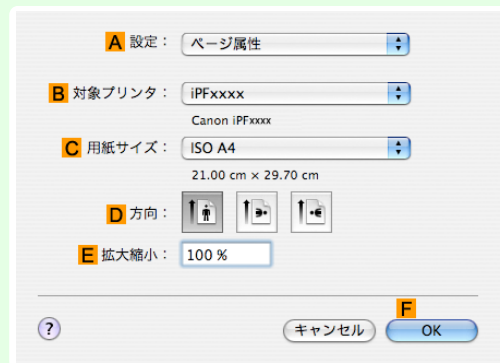 A 設定： ページ属性
B 対象プリンタ： iPFxxxx
Canon iPFxxxx
C 用紙サイズ： ISO A4
21.00 cm × 29.70 cm
D 方向：
E 拡大縮小： 100 %
F
? キャンセル OK